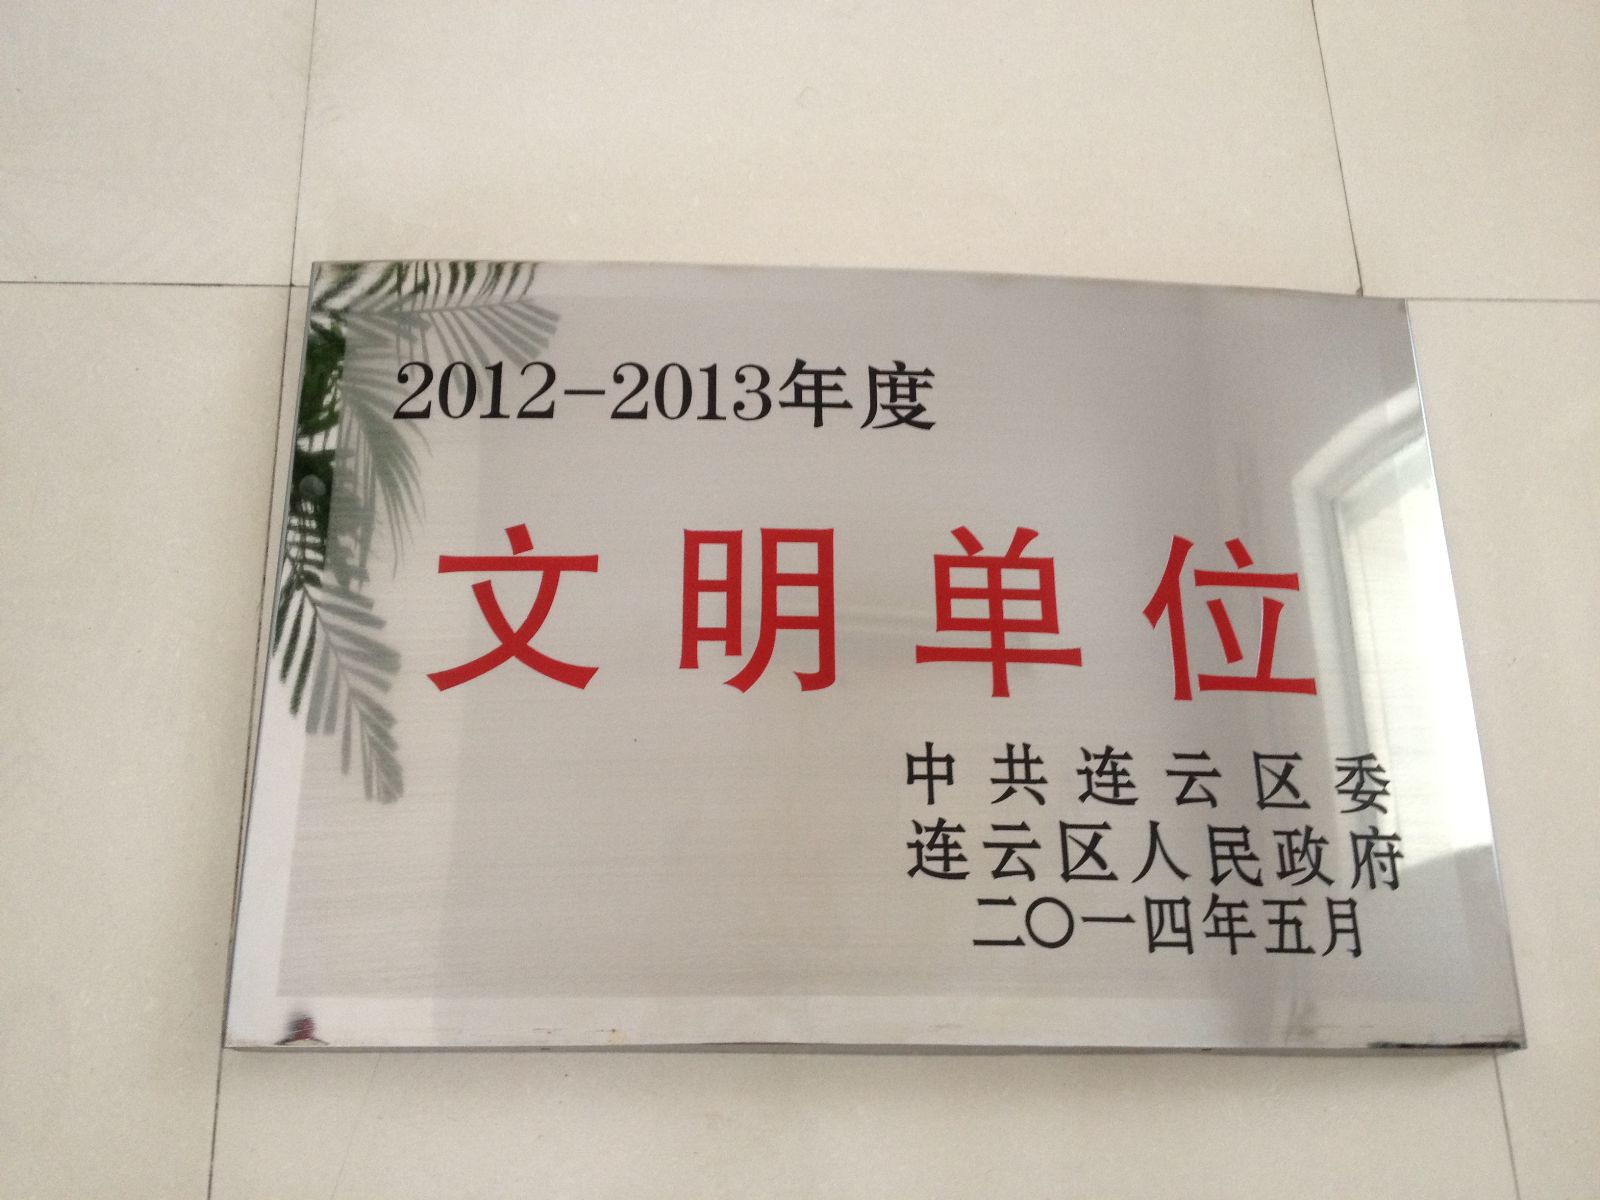 2012-2013年度
文明单位
中共连云区委
连云区人民政府
二〇一四年五月